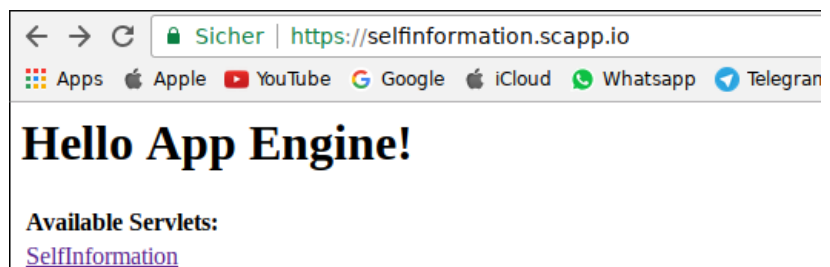 Sicher | https://selfinformation.scapp.io
Apps Apple YouTube Google iCloud Whatsapp Telegram
Hello App Engine!
Available Servlets:
SelfInformation